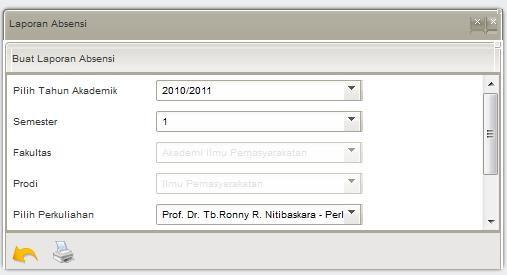 Laporan Absensi
Buat Laporan Absensi
Pilih Tahun Akademik 2010/2011
Semester 1
Fakultas Akademi Ilmu Pemasyarakatan
Prodi Ilmu Pemasyarakatan
Pilih Perkuliahan Prof. Dr. Tb.Ronny R. Nitibaskara - Perl